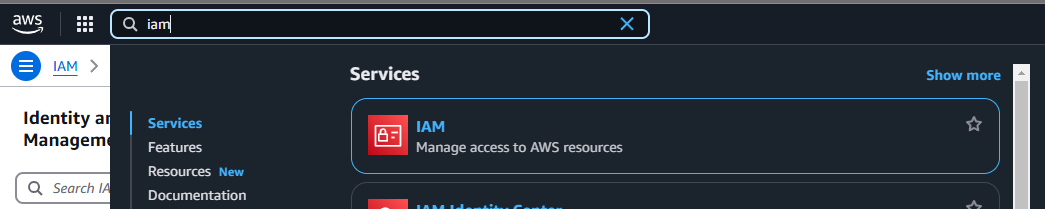 aws
iam
IAM
Identity an
Manageme
Search IA
Services
Features
Resources New
Documentation
Services
Show more
IAM
Manage access to AWS resources
IAM Identity Center